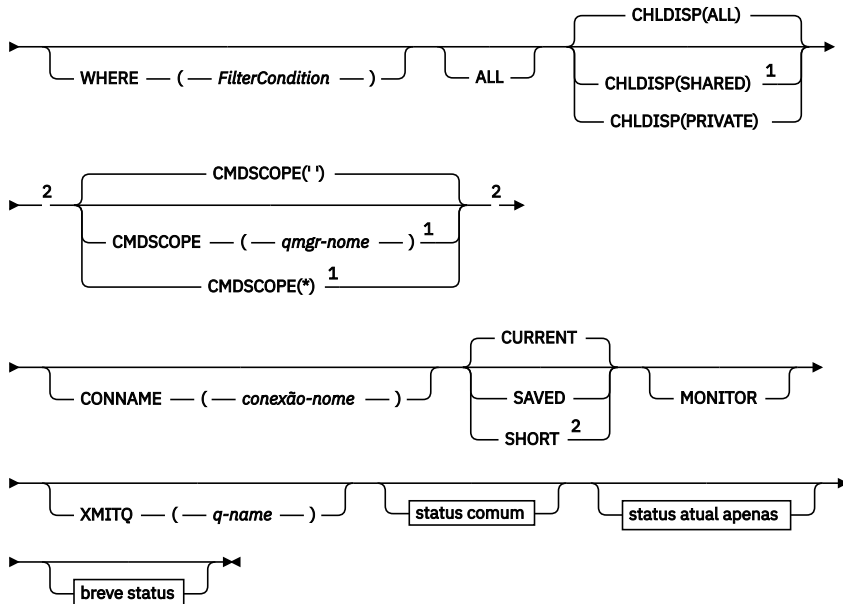 CHLDISP(ALL)
WHERE ( FilterCondition ) ALL CHLDISP(SHARED) 1
CHLDISP(PRIVATE)
2 CMDSCOPE(' ') 2
CMDSCOPE ( qmgr-nome ) 1
CMDSCOPE(*) 1
CURRENT
CONNAME ( conexão-nome ) SAVED MONITOR
SHORT 2
XMITQ ( q-name ) status comum status atual apenas
breve status